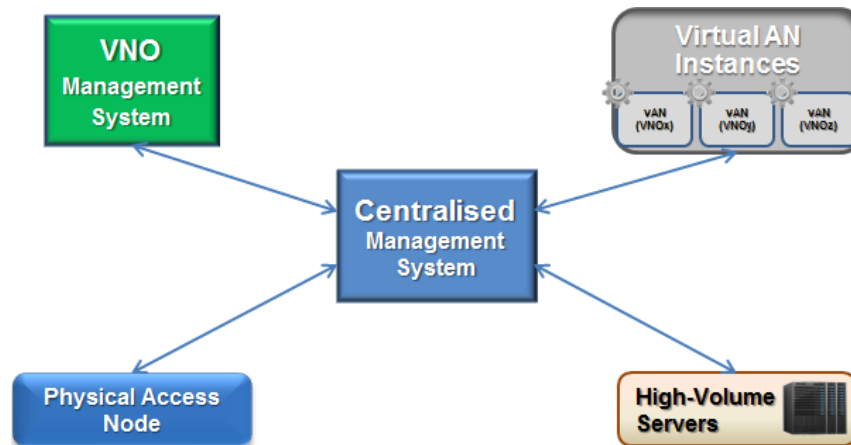 VNO
Management
System
Virtual AN
Instances
vAN
(VNOx)
vAN
(VNOy)
vAN
(VNOz)
Centralised
Management
System
Physical Access
Node
High-Volume
Servers